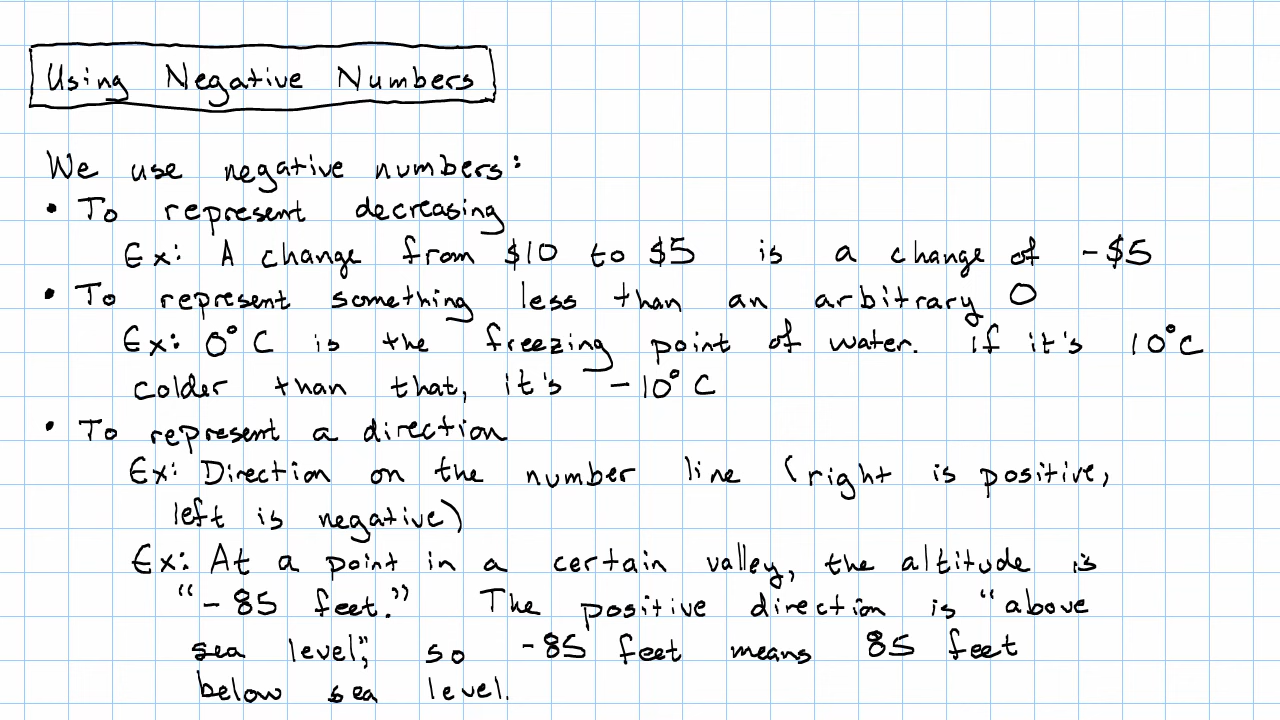 Using Negative Numbers
We use negative numbers:
• To represent decreasing
Ex: A change from $10 to $5 is a change of -$5
• To represent something less than an arbitrary 0
Ex: 0°C is the freezing point of water. If it's 10°C
colder than that, it's -10°C
• To represent a direction
Ex: Direction on the number line (right is positive,
left is negative)
Ex: At a point in a certain valley, the altitude is
"-85 feet." The positive direction is "above
sea level", so -85 feet means 85 feet
below sea level.